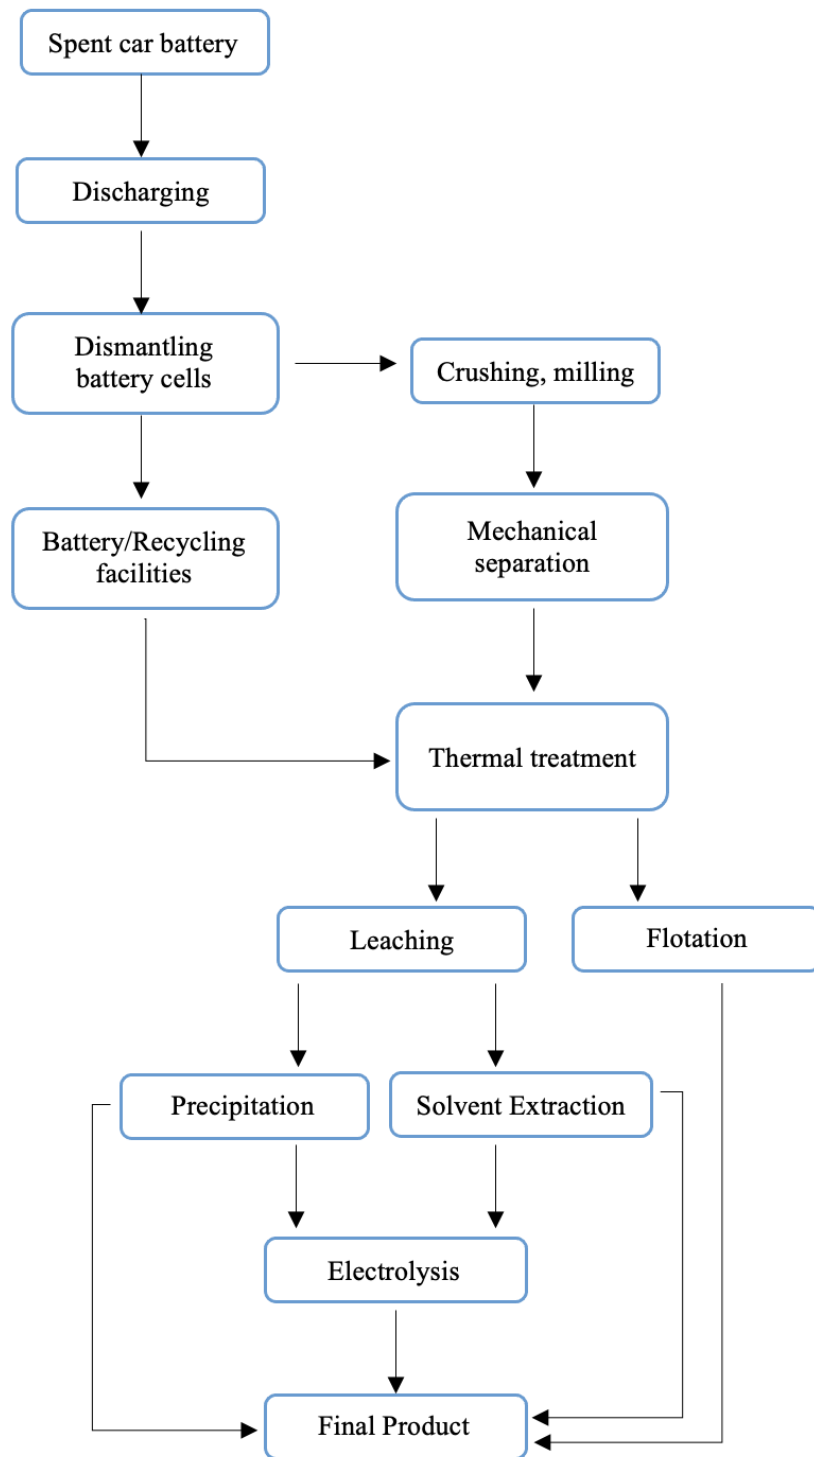 Spent car battery
Discharging
Dismantling
battery cells
Crushing, milling
Battery/Recycling
facilities
Mechanical
separation
Thermal treatment
Leaching
Flotation
Precipitation
Solvent Extraction
Electrolysis
Final Product